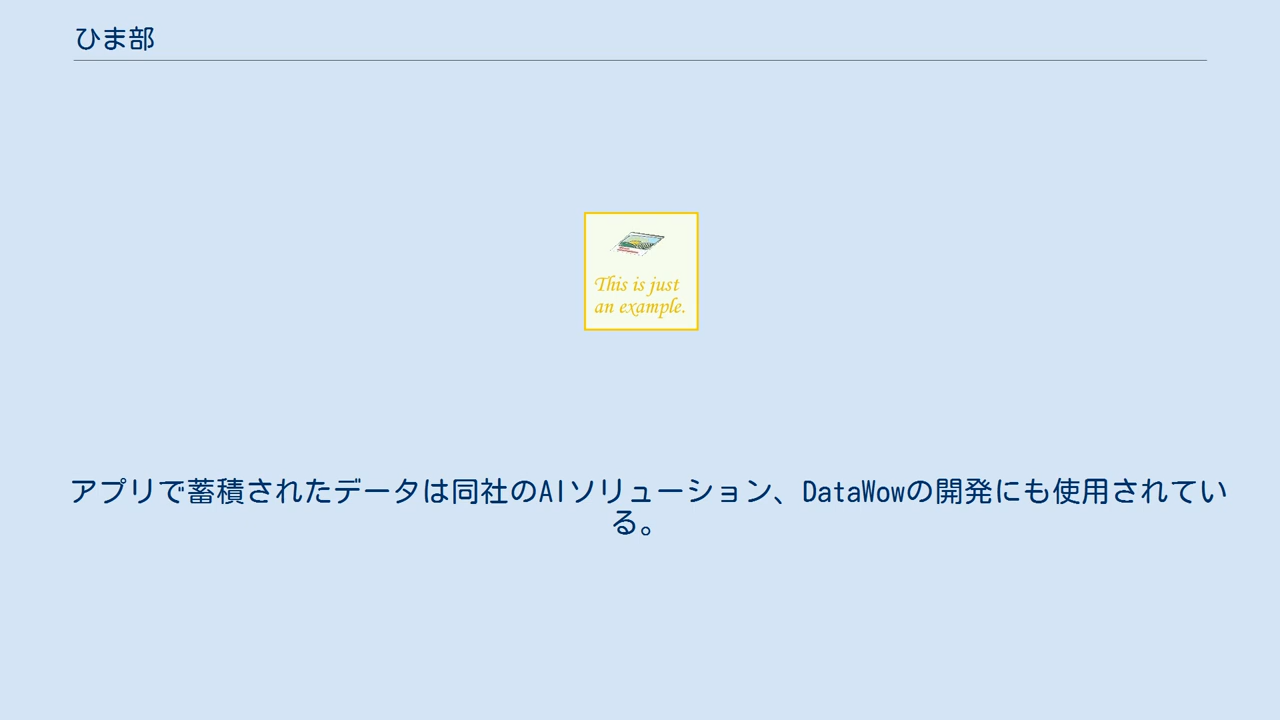 ひま部
This is just
an example.
アプリで蓄積されたデータは同社のAIソリューション、DataWowの開発にも使用されてい
る。